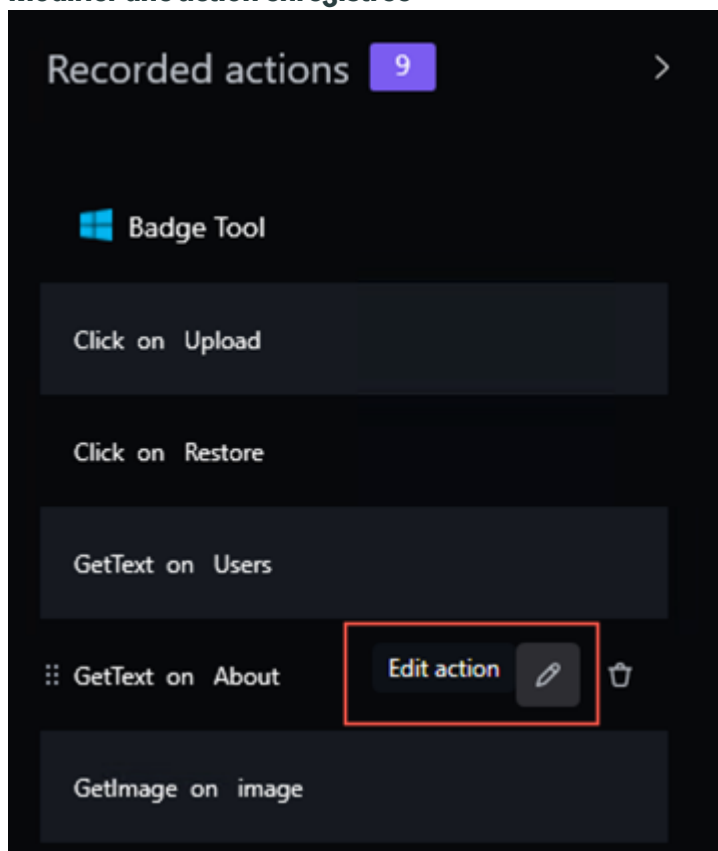 Modifier une action enregistrée
Recorded actions 9
Badge Tool
Click on Upload
Click on Restore
GetText on Users
GetText on About Edit action
GetImage on image